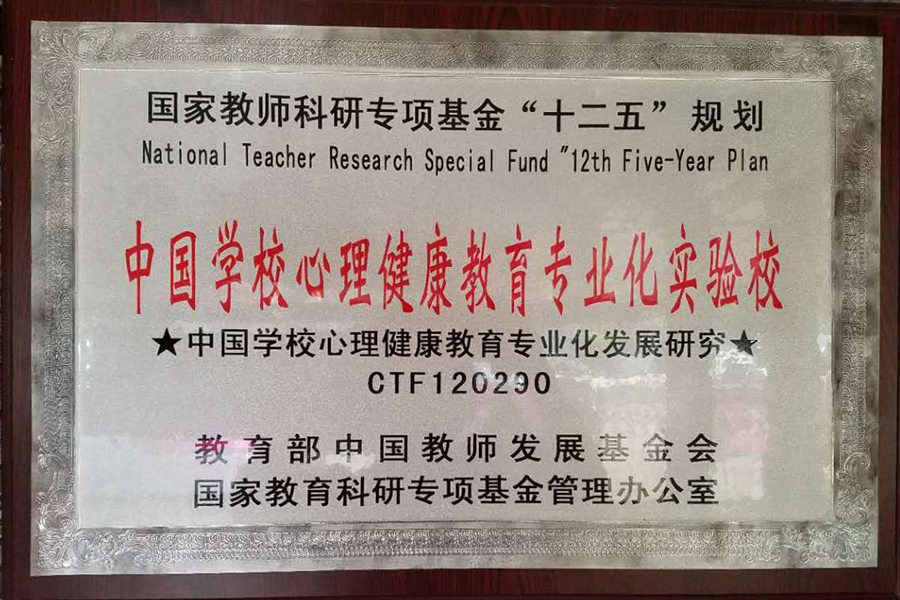 国家教师科研专项基金“十二五”规划
National Teacher Research Special Fund "12th Five-Year Plan
中国学校心理健康教育专业化实验校
★中国学校心理健康教育专业化发展研究★
CTF120290
教育部中国教师发展基金会
国家教育科研专项基金管理办公室